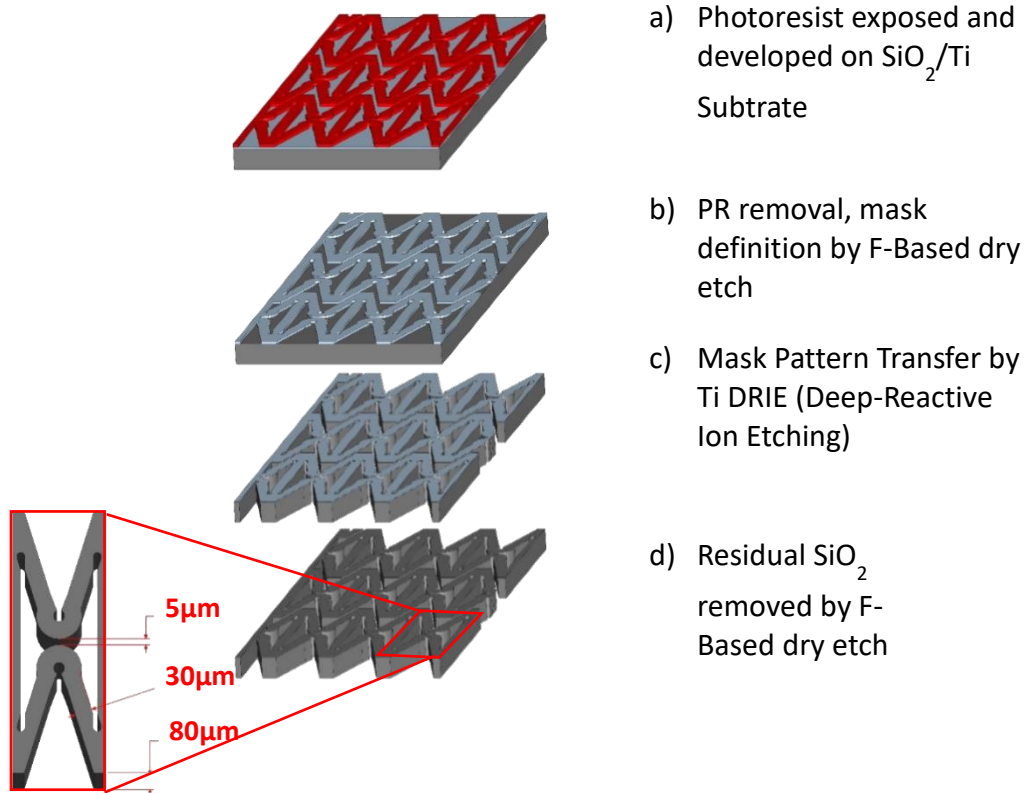 a) Photoresist exposed and
developed on SiO₂/Ti
Subtrate
b) PR removal, mask
definition by F-Based dry
etch
c) Mask Pattern Transfer by
Ti DRIE (Deep-Reactive
Ion Etching)
d) Residual SiO₂
removed by F-
Based dry etch
5μm
30μm
80μm